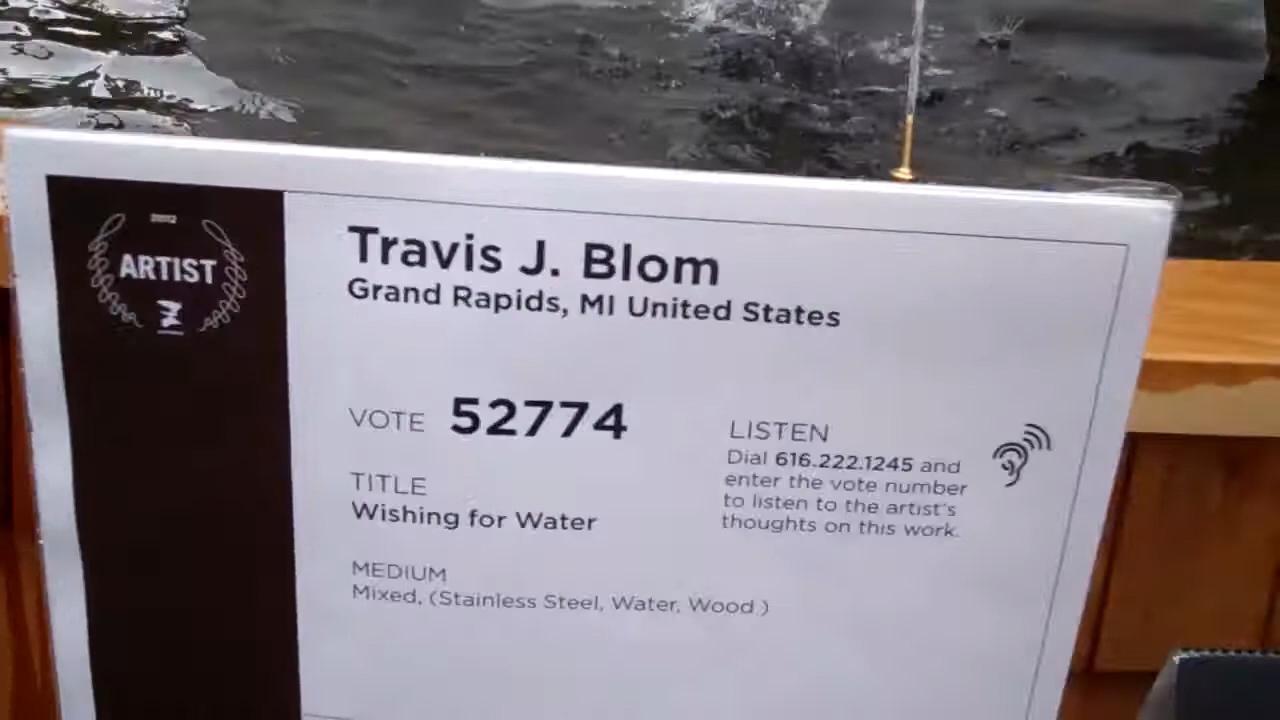 2012
ARTIST
Travis J. Blom
Grand Rapids, MI United States
VOTE 52774
TITLE
Wishing for Water
MEDIUM
Mixed, (Stainless Steel, Water, Wood )
LISTEN
Dial 616.222.1245 and
enter the vote number
to listen to the artist's
thoughts on this work.